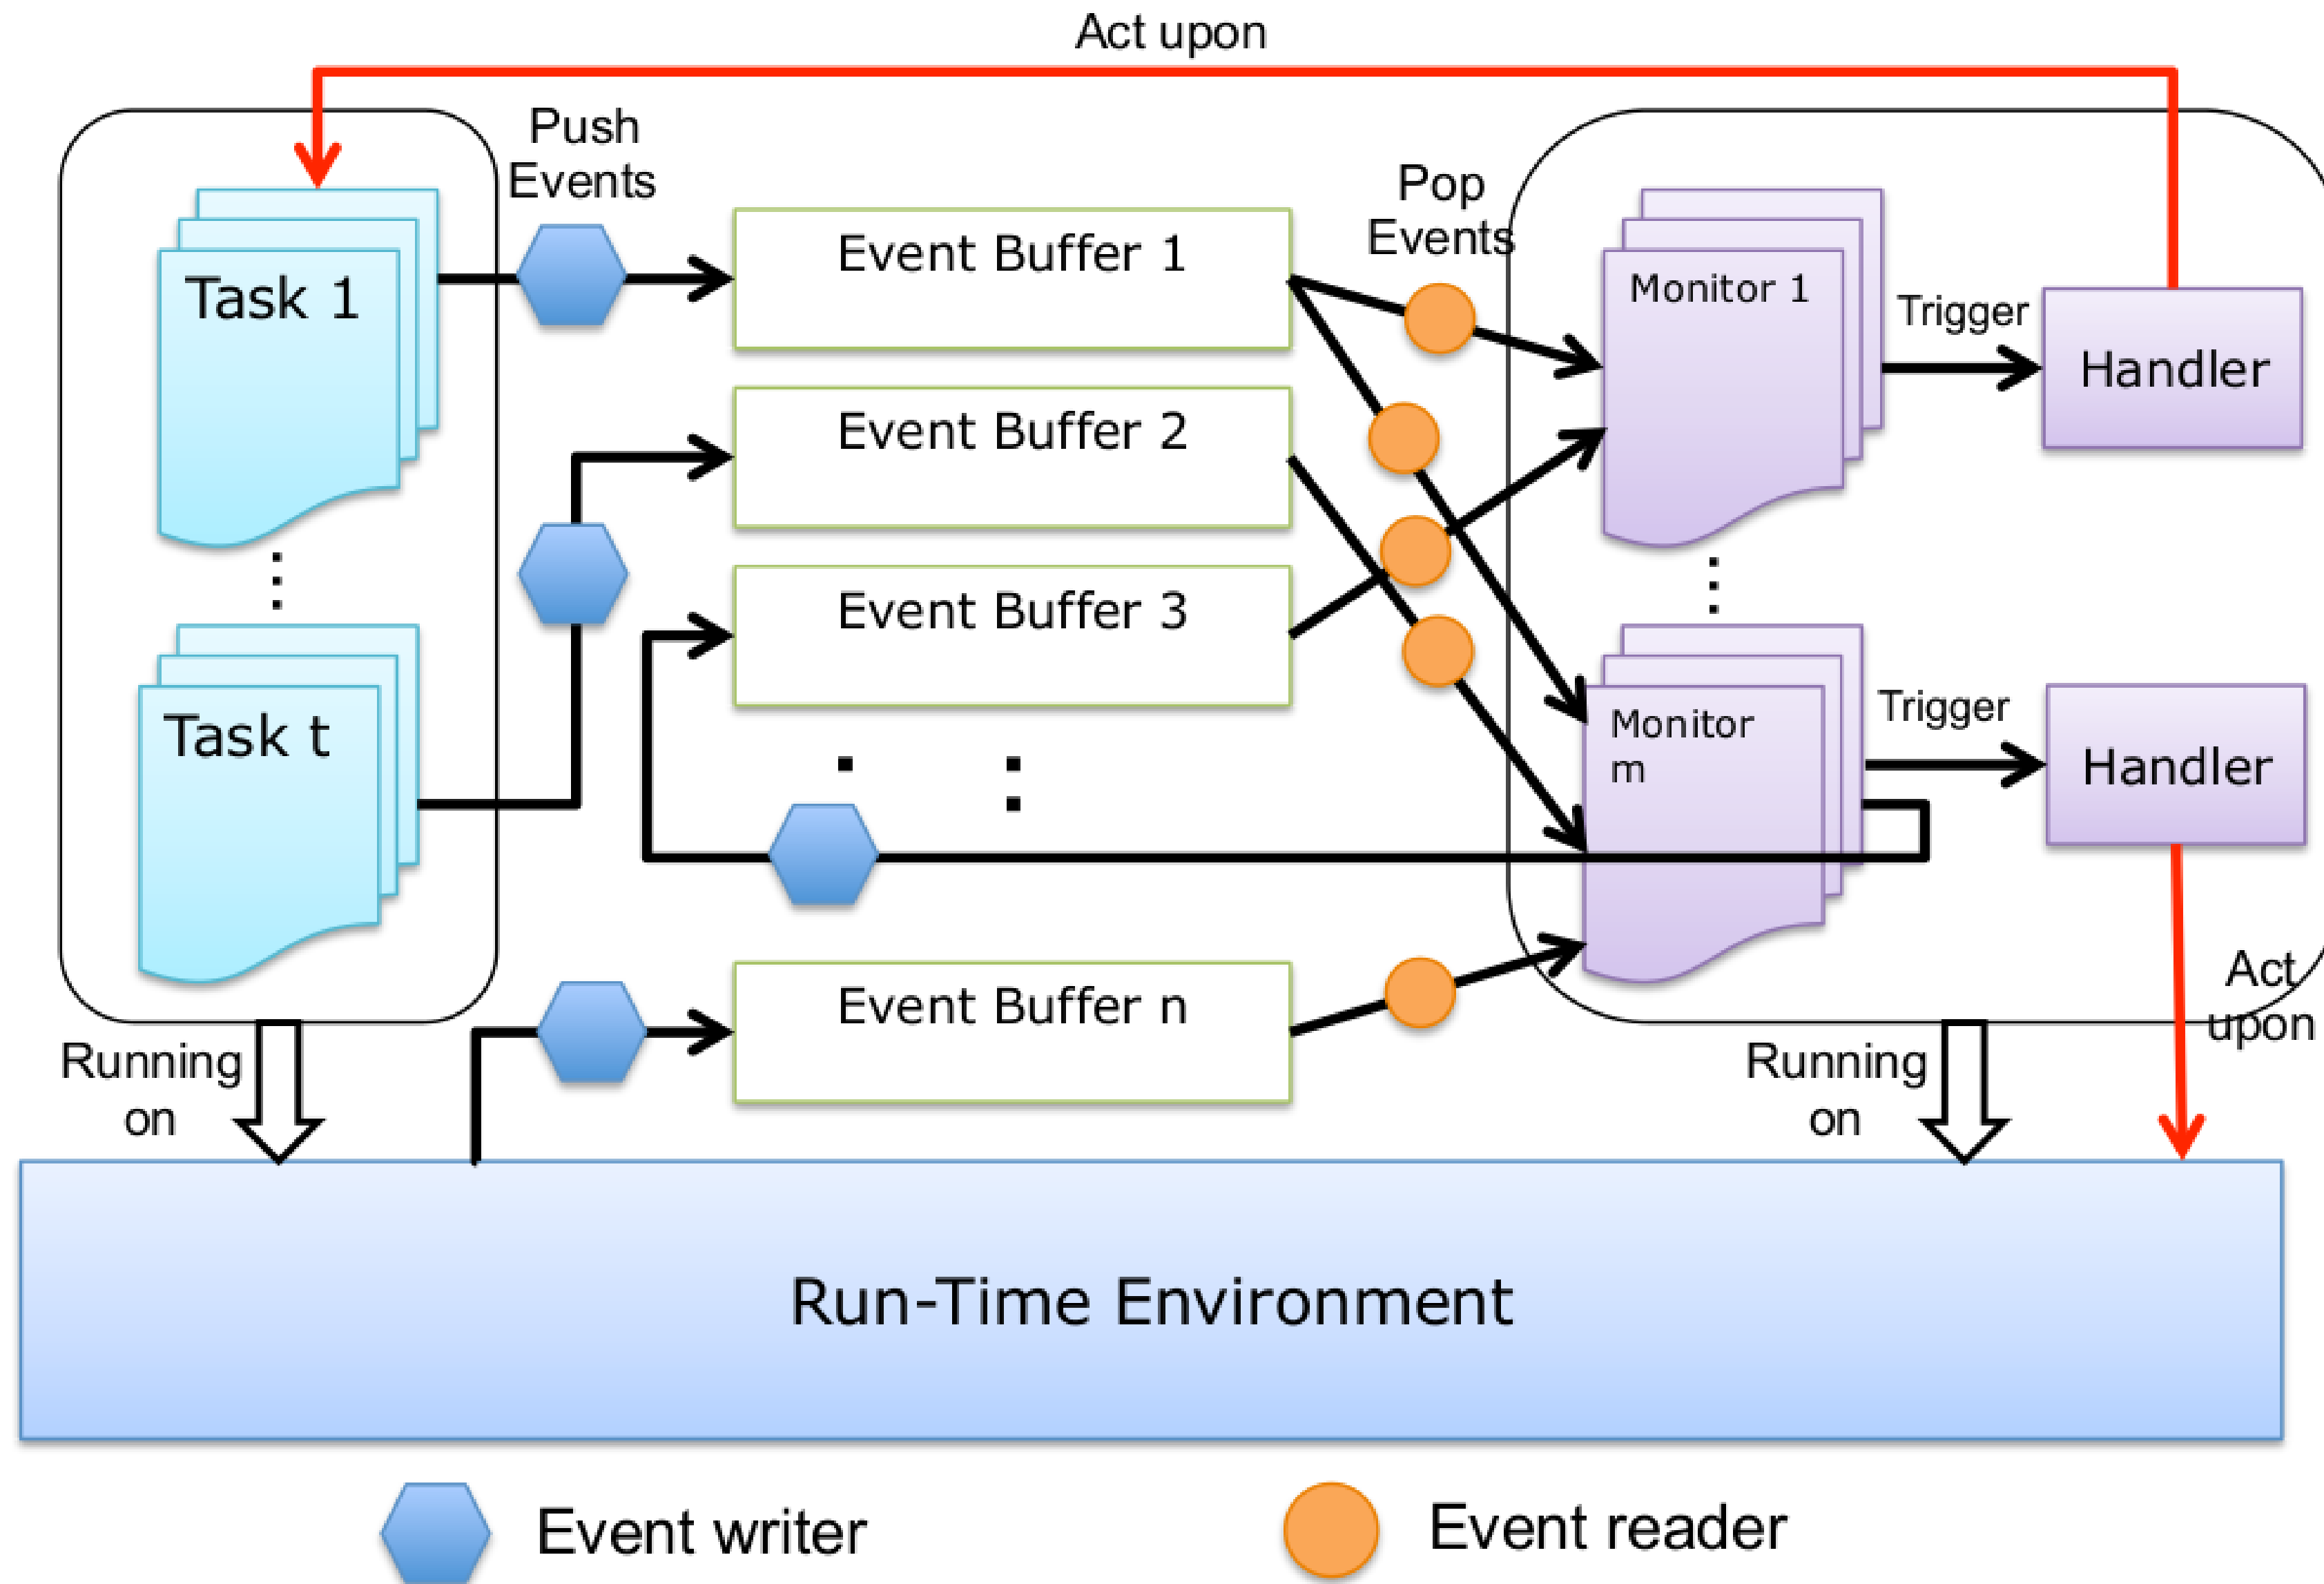 Act upon
Push
Events
Pop
Events
Task 1
Event Buffer 1
Monitor 1
Trigger
Handler
Event Buffer 2
Event Buffer 3
Task t
Monitor
m
Trigger
Handler
Event Buffer n
Act
upon
Running
on
Running
on
Run-Time Environment
Event writer
Event reader